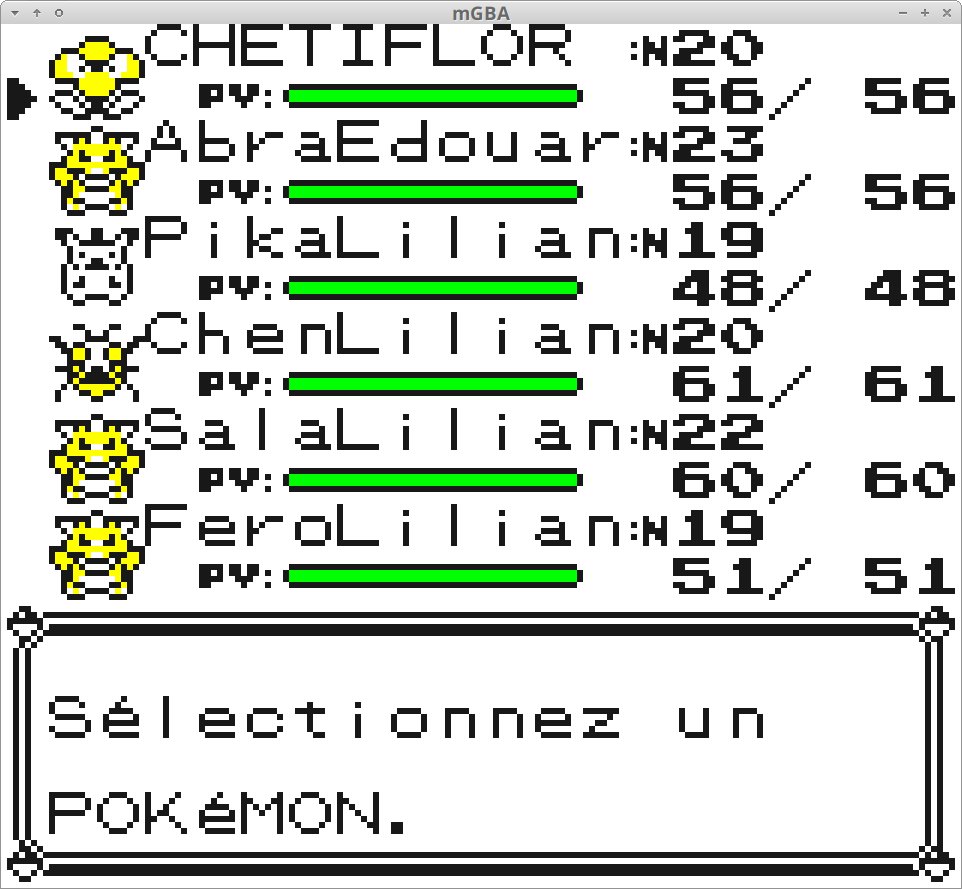 mGBA
CHETIFLOR :N20
PV: 56/ 56
AbraEdouar:N23
PV: 56/ 56
PikaLilian:N19
PV: 48/ 48
ChenLilian:N20
PV: 61/ 61
SalaLilian:N22
PV: 60/ 60
FeroLilian:N19
PV: 51/ 51
Sélectionnez un
POKéMON.